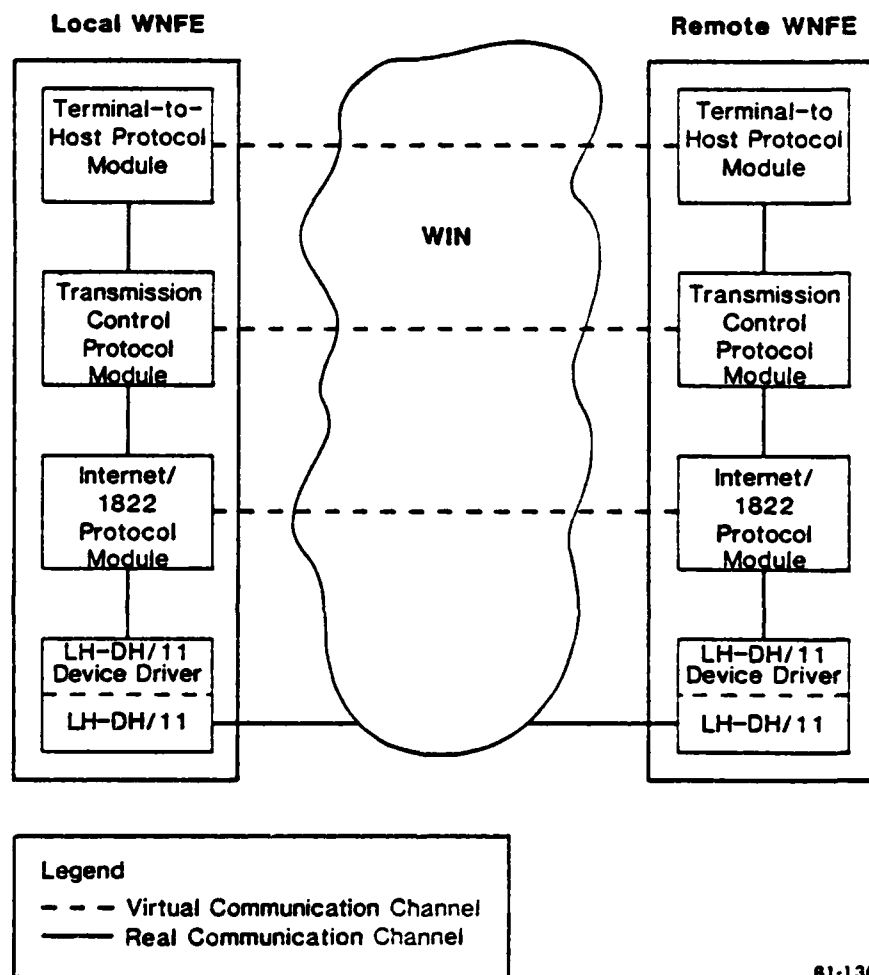 Local WNFE
Remote WNFE
Terminal-to-
Host Protocol
Module
Terminal-to
Host Protocol
Module
WIN
Transmission
Control
Protocol
Module
Transmission
Control
Protocol
Module
Internet/
1822
Protocol
Module
Internet/
1822
Protocol
Module
LH-DH/11
Device Driver
LH-DH/11
LH-DH/11
Device Driver
LH-DH/11
Legend
Virtual Communication Channel
Real Communication Channel